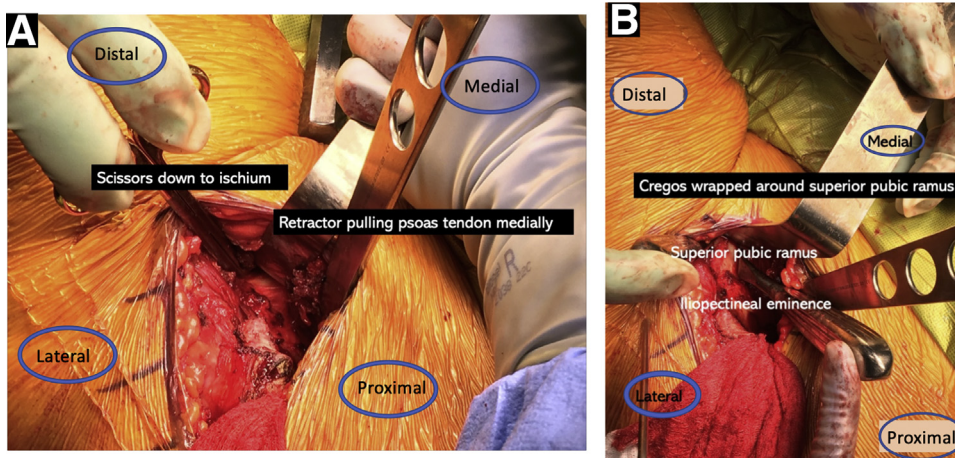 A
Distal
Medial
Scissors down to ischium
Retractor pulling psoas tendon medially
Lateral
Proximal
B
Distal
Medial
Cregos wrapped around superior pubic ramus
Superior pubic ramus
Iliopectineal eminence
Lateral
Proximal